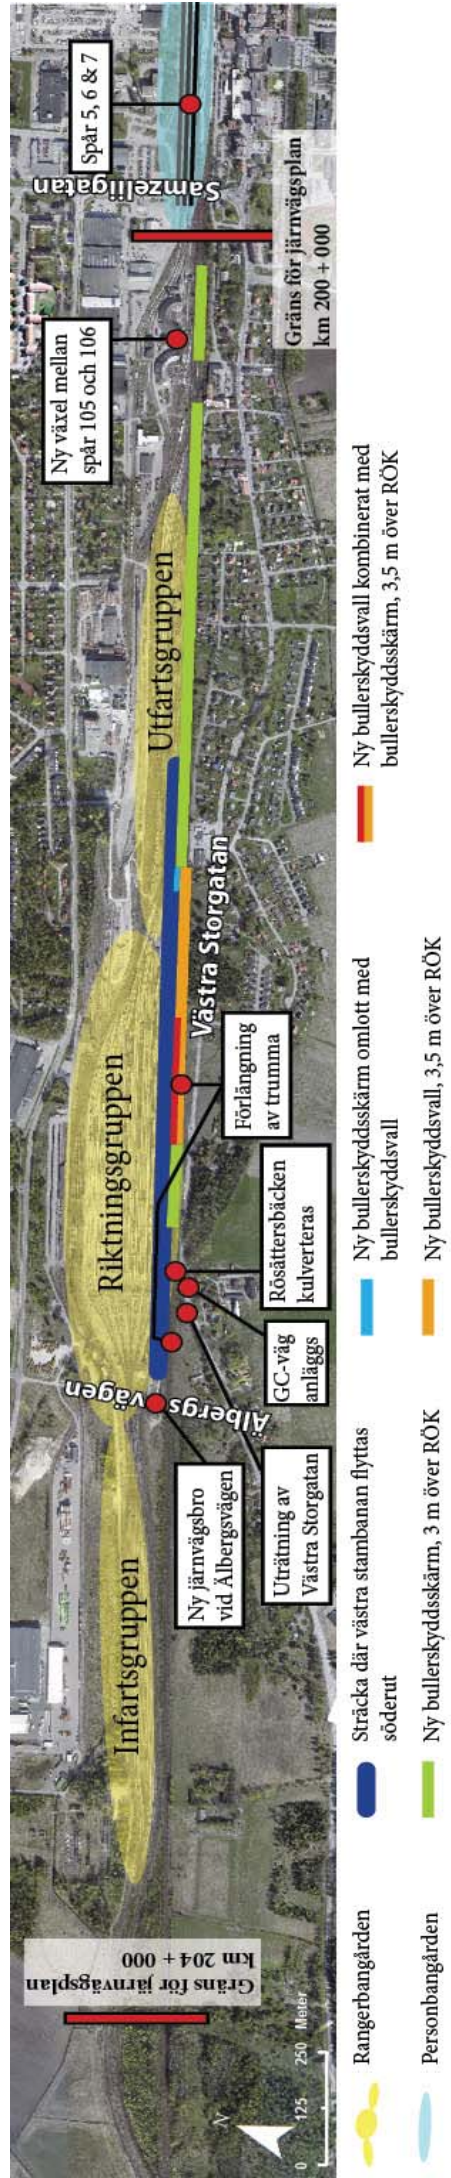 Gräns för järnvägsplan
km 204 + 000
Infartsgruppen
Älbergsvägen
Ny järnvägsbro
vid Älbergsvägen
Riktningsgruppen
Uträtning av
Västra Storgatan
GC-väg
anläggs
Rösättersbäcken
kulverteras
Förlängning
av trumma
Västra Storgatan
Utfartsgruppen
Ny växel mellan
spår 105 och 106
Gräns för järnvägsplan
km 200 + 000
Samzeliigatan
Spår 5, 6 & 7
N
0 125 250 Meter
Rangerbangården
Personbangården
Sträcka där västra stambanan flyttas
söderut
Ny bullerskyddsskärm, 3 m över RÖK
Ny bullerskyddsskärm omlott med
bullerskyddsvall
Ny bullerskyddsvall, 3,5 m över RÖK
Ny bullerskyddsvall kombinerat med
bullerskyddsskärm, 3,5 m över RÖK